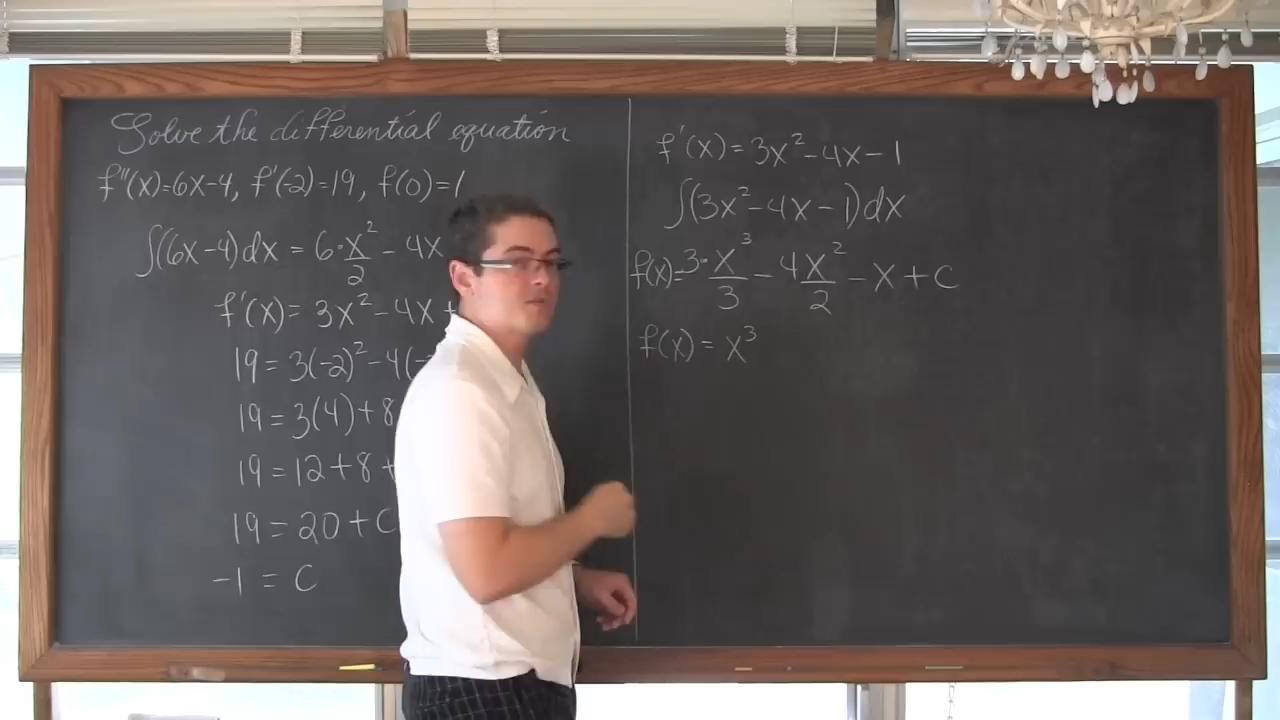 Solve the differential equation
f''(x)=6x-4, f'(-2)=19, f(0)=1
∫(6x-4)dx = 6·x²/2 - 4x
f'(x) = 3x² - 4x +
19 = 3(-2)² - 4(-
19 = 3(4) + 8
19 = 12 + 8 +
19 = 20 + C
-1 = C
f'(x) = 3x² - 4x - 1
∫(3x² - 4x - 1)dx
f(x) = 3·x³/3 - 4x²/2 - x + C
f(x) = x³